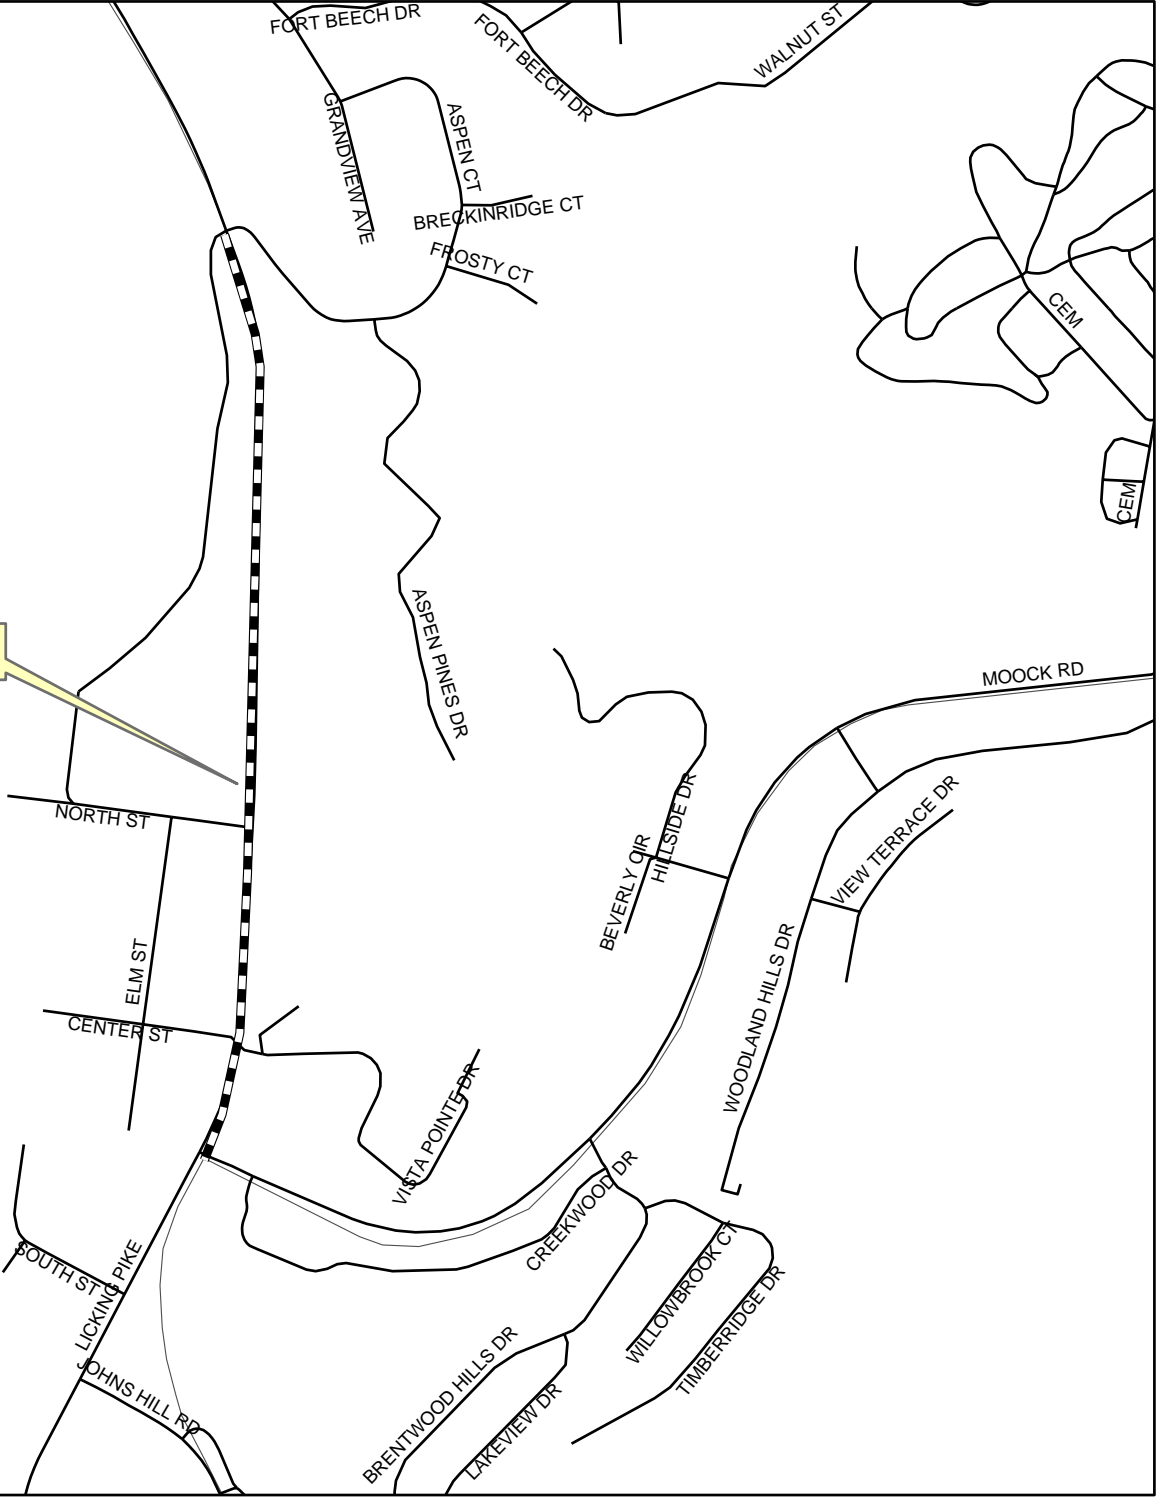 FORT BEECH DR
FORT BEECH DR
WALNUT ST
GRANDVIEW AVE
ASPEN CT
BRECKINRIDGE CT
FROSTY CT
CEM
CEM
ASPEN PINES DR
MOOCK RD
NORTH ST
HILLSIDE DR
BEVERLY CIR
VIEW TERRACE DR
ELM ST
CENTER ST
WOODLAND HILLS DR
VISTA POINTE DR
CREEKWOOD DR
SOUTH ST
LICKING PIKE
WILLOWBROOK CT
TIMBERRIDGE DR
JOHNS HILL RD
BRENTWOOD HILLS DR
LAKEVIEW DR